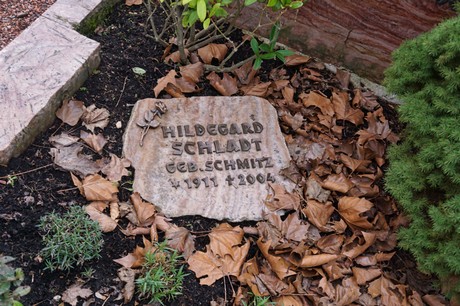 HILDEGARD
SCHLADT
GEB. SCHMITZ
* 1911 † 2004